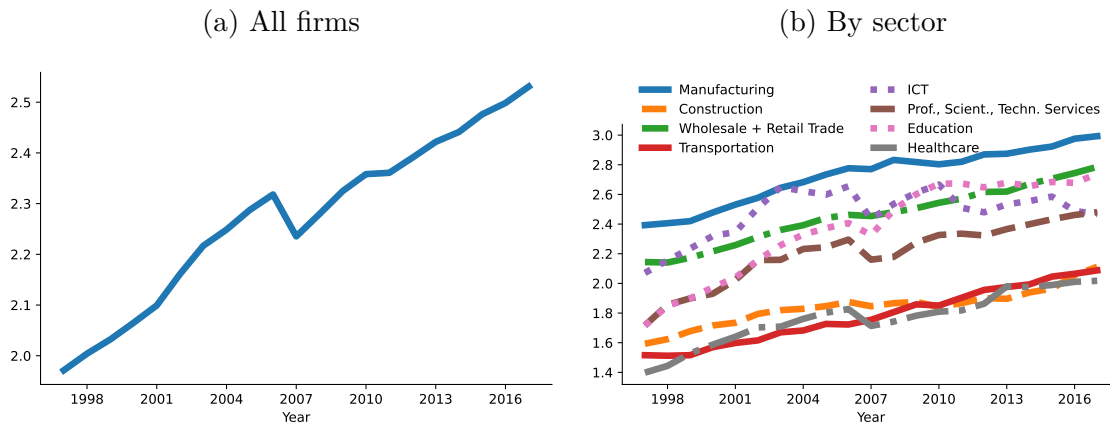 (a) All firms
2.5
2.4
2.3
2.2
2.1
2.0
1998 2001 2004 2007 2010 2013 2016
Year
(b) By sector
Manufacturing ICT
Construction Prof., Scient., Techn. Services
Wholesale + Retail Trade Education
Transportation Healthcare
3.0
2.8
2.6
2.4
2.2
2.0
1.8
1.6
1.4
1998 2001 2004 2007 2010 2013 2016
Year